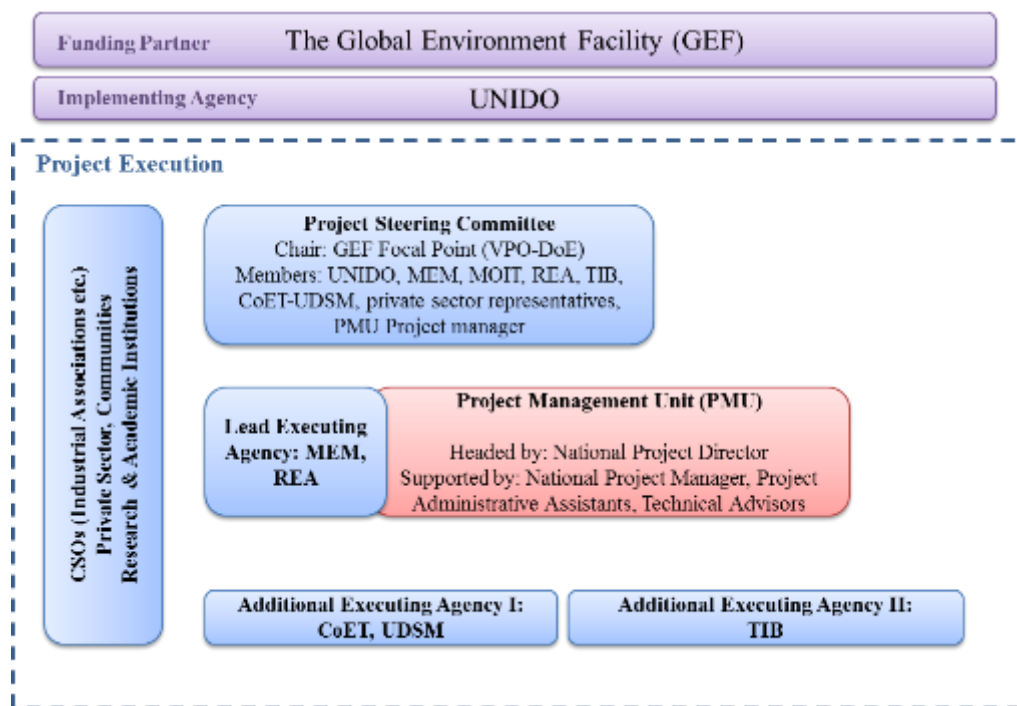 Funding Partner The Global Environment Facility (GEF)
Implementing Agency UNIDO
Project Execution
CSOs (Industrial Associations etc.)
Private Sector, Communities
Research & Academic Institutions
Project Steering Committee
Chair: GEF Focal Point (VPO-DoE)
Members: UNIDO, MEM, MOIT, REA, TIB,
CoET-UDSM, private sector representatives,
PMU Project manager
Lead Executing
Agency: MEM,
REA
Project Management Unit (PMU)
Headed by: National Project Director
Supported by: National Project Manager, Project
Administrative Assistants, Technical Advisors
Additional Executing Agency I:
CoET, UDSM
Additional Executing Agency II:
TIB